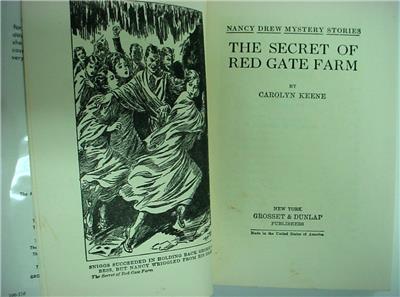 SNIGGS SUCCEEDED IN HOLDING BACK
BESS, BUT NANCY WRIGGLED FROM HIS
The Secret of Red Gate Farm.
NANCY DREW MYSTERY STORIES
THE SECRET OF
RED GATE FARM
BY
CAROLYN KEENE
NEW YORK
GROSSET & DUNLAP
PUBLISHERS
Made in the United States of America